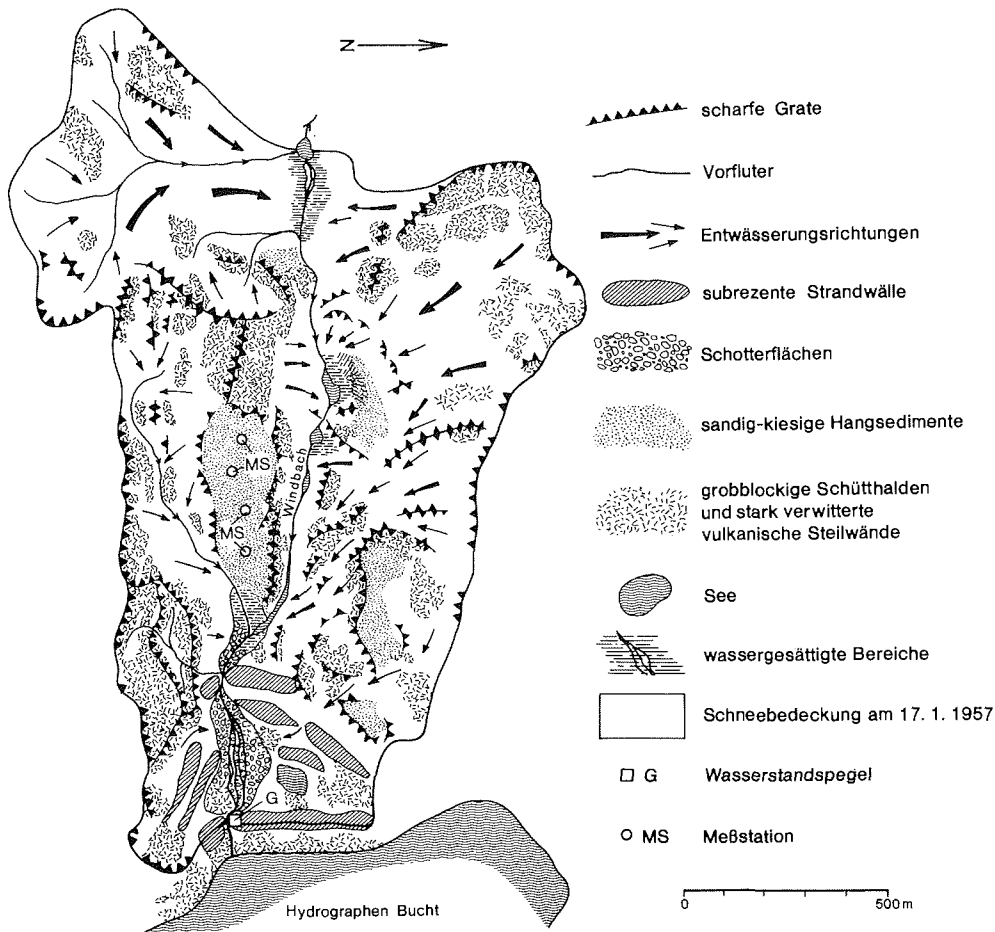 N
scharfe Grate
Vorfluter
Entwässerungsrichtungen
subrezente Strandwälle
Schotterflächen
sandig-kiesige Hangsedimente
grobblockige Schütthalden
und stark verwitterte
vulkanische Steilwände
See
wassergesättigte Bereiche
Schneebedeckung am 17. 1. 1957
G Wasserstandspegel
MS Meßstation
0 500m
MS
MS
Windbach
G
Hydrographen Bucht